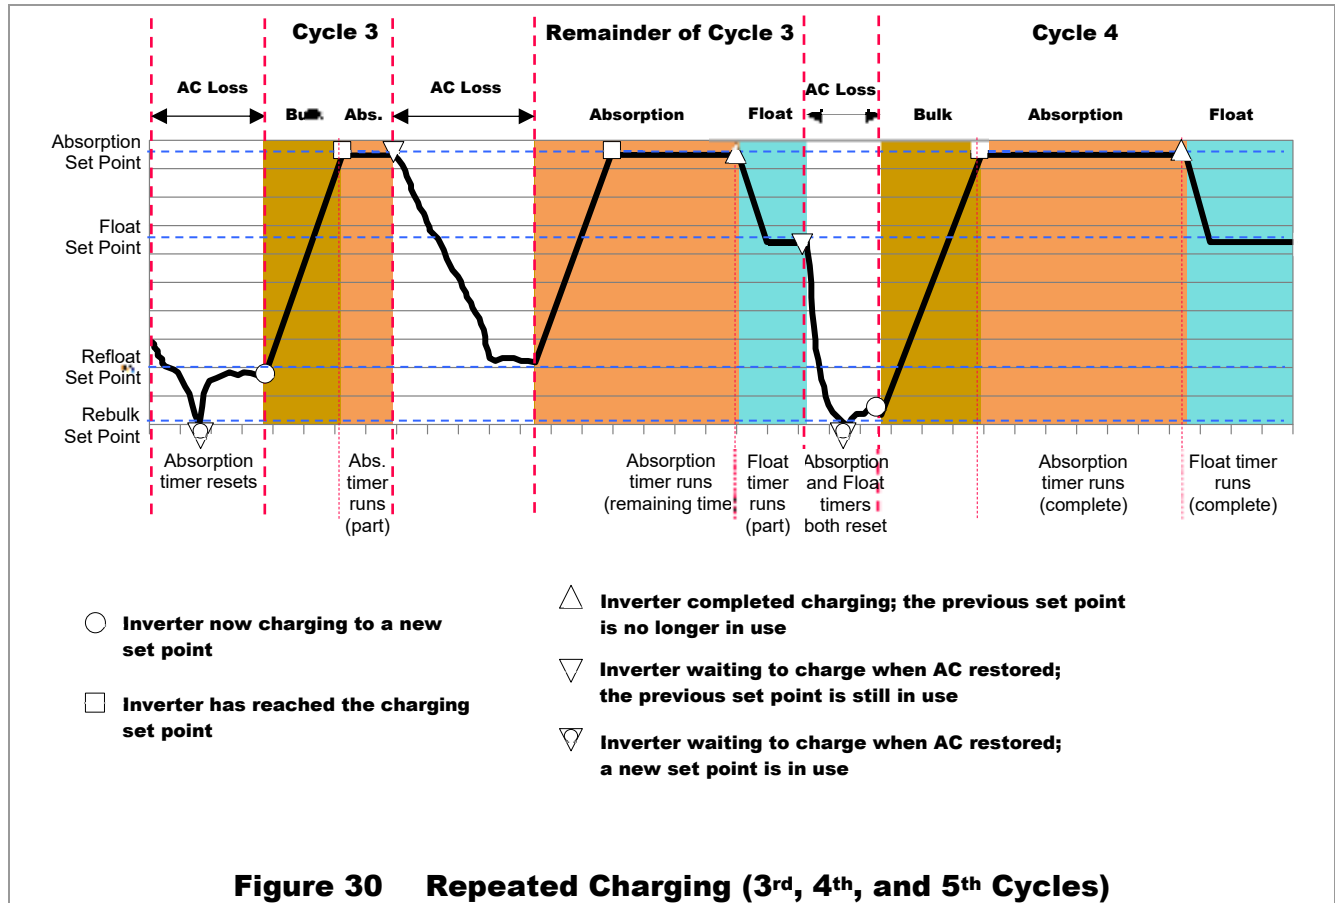 Cycle 3
Remainder of Cycle 3
Cycle 4
AC Loss
AC Loss
AC Loss
Abs.
Absorption
Float
Bulk
Absorption
Float
Absorption
Set Point
Float
Set Point
Refloat
Set Point
Rebulk
Set Point
Absorption
timer resets
Abs.
timer
runs
(part)
Absorption
timer runs
(remaining time
Float
timer
runs
(part)
Absorption
and Float
timers
both reset
Absorption
timer runs
(complete)
Float timer
runs
(complete)
Inverter now charging to a new
set point
Inverter has reached the charging
set point
Inverter completed charging; the previous set point
is no longer in use
Inverter waiting to charge when AC restored;
the previous set point is still in use
Inverter waiting to charge when AC restored;
a new set point is in use
Figure 30 Repeated Charging (3rd, 4th, and 5th Cycles)